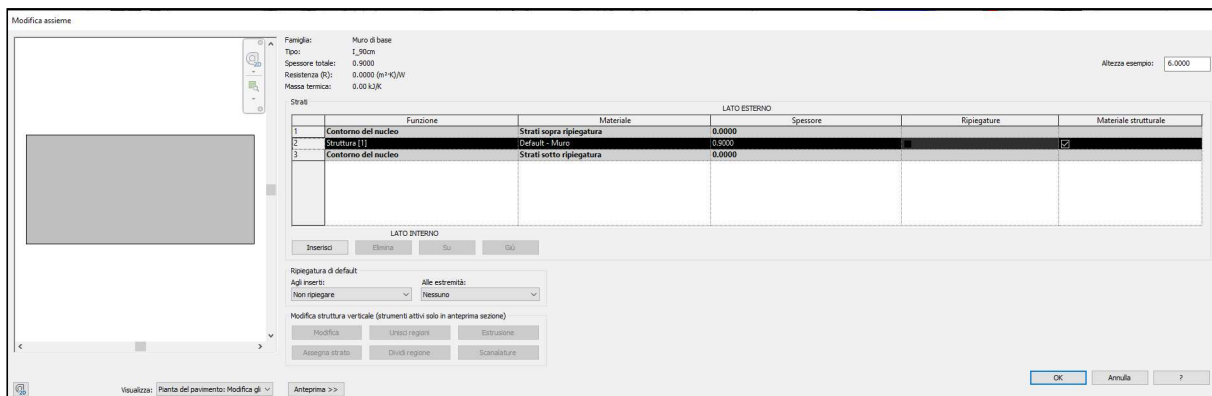 Modifica assieme
Famiglia: Muro di base
Tipo: I_90cm
Spessore totale: 0.9000
Resistenza (R): 0.0000 (m²·K)/W
Massa termica: 0.00 kJ/K
Altezza esempio: 6.0000
Strati
LATO ESTERNO
Funzione Materiale Spessore Ripiegature Materiale strutturale
1 Contorno del nucleo Strati sopra ripiegatura 0.0000
2 Struttura [1] Default - Muro 0.9000
3 Contorno del nucleo Strati sotto ripiegatura 0.0000
LATO INTERNO
Inserisci Elimina Su Giù
Ripiegatura di default
Agli inserti: Alle estremità:
Non ripiegare Nessuno
Modifica struttura verticale (strumenti attivi solo in anteprima sezione)
Modifica Unisci regioni Estrusione
Assegna strato Dividi regione Scanalature
Visualizza: Pianta del pavimento: Modifica gli Anteprima >>
OK Annulla ?